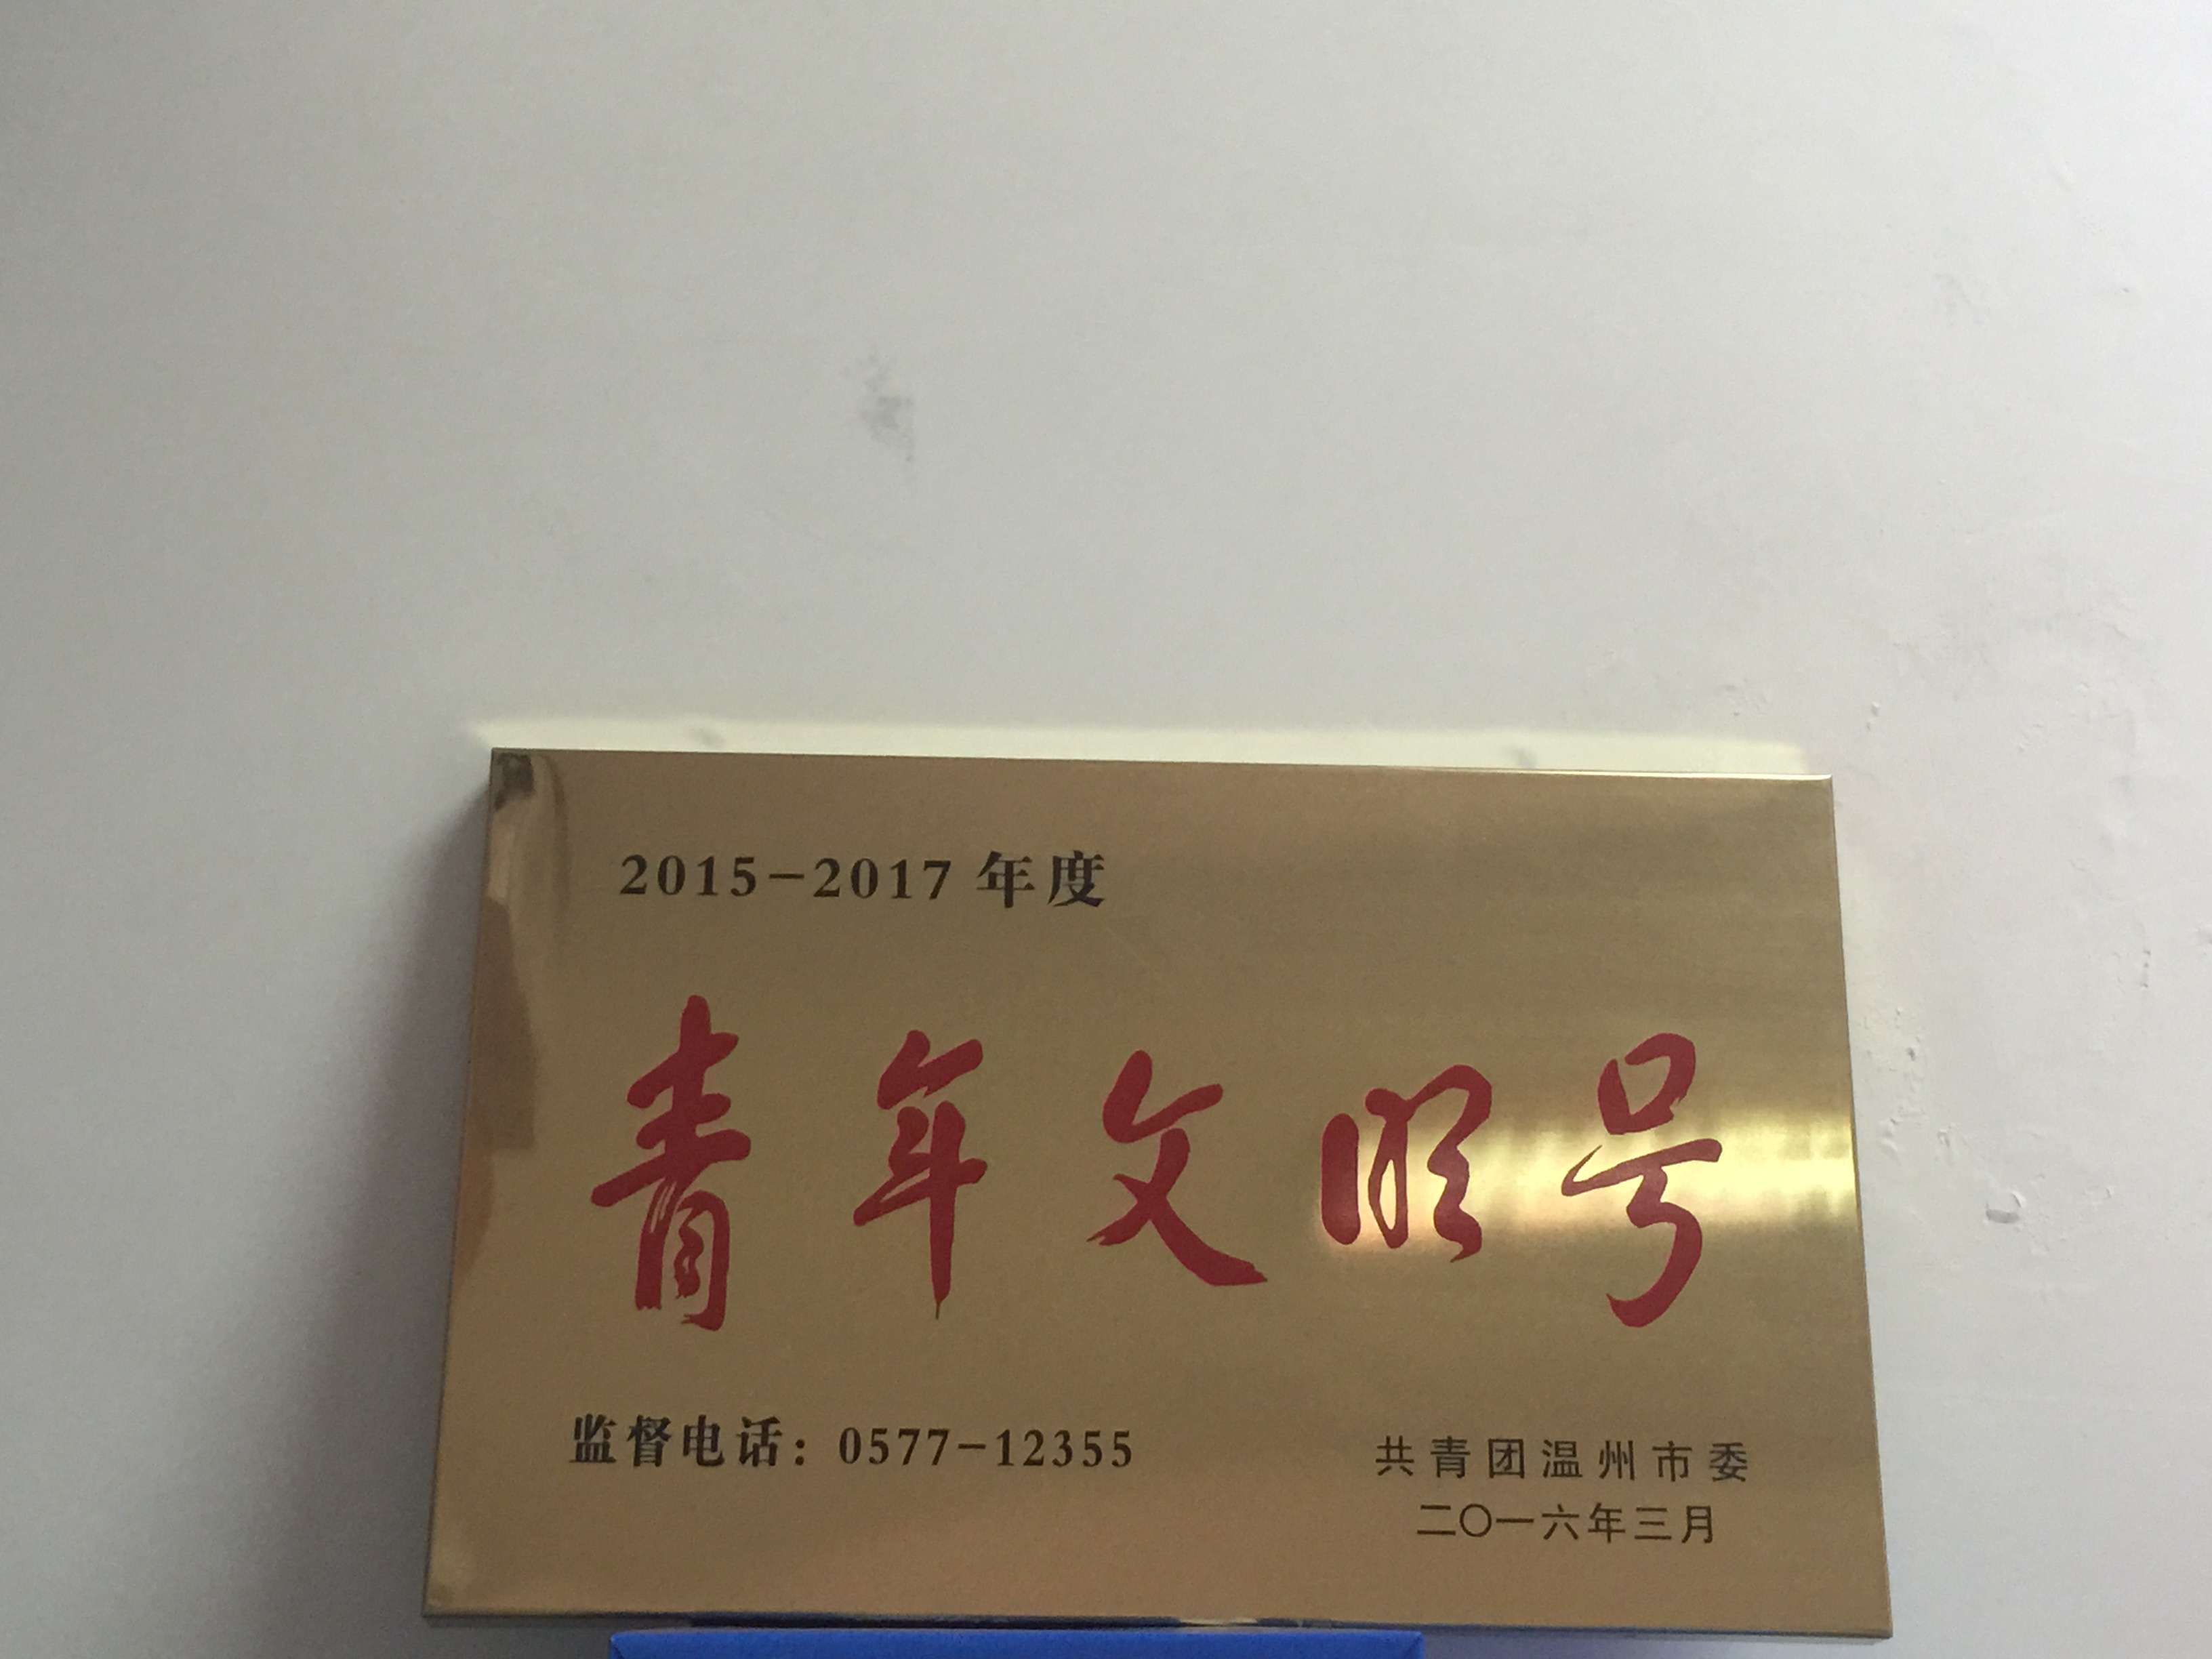 2015-2017 年度
青年文明号
监督电话：0577-12355
共青团温州市委
二〇一六年三月